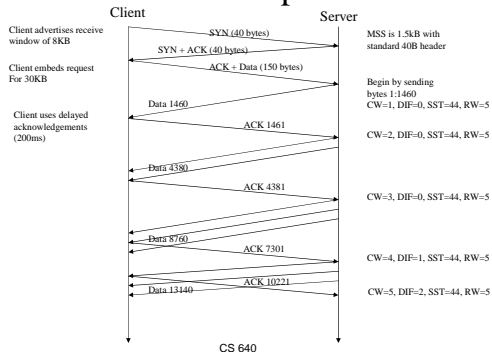 Client
Server
Client advertises receive
window of 8KB
SYN (40 bytes)
MSS is 1.5kB with
standard 40B header
SYN + ACK (40 bytes)
Client embeds request
For 30KB
ACK + Data (150 bytes)
Begin by sending
bytes 1:1460
Data 1460
CW=1, DIF=0, SST=44, RW=5
Client uses delayed
acknowledgements
(200ms)
ACK 1461
CW=2, DIF=0, SST=44, RW=5
Data 4380
ACK 4381
CW=3, DIF=0, SST=44, RW=5
Data 8760
ACK 7301
CW=4, DIF=1, SST=44, RW=5
ACK 10221
Data 13140
CW=5, DIF=2, SST=44, RW=5
CS 640